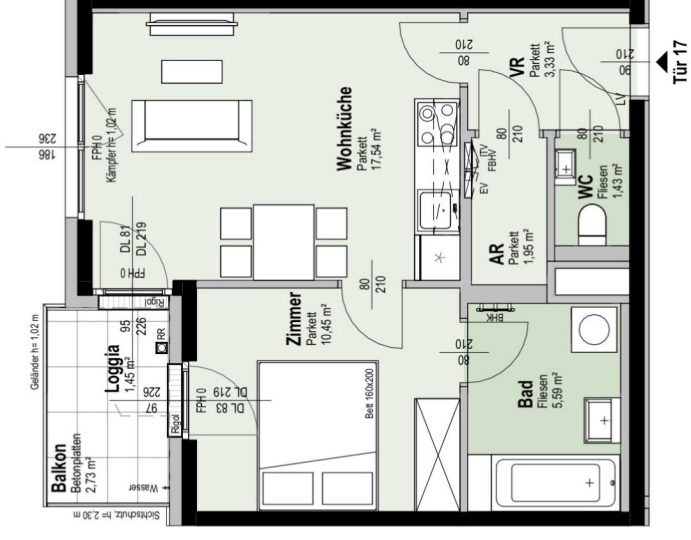 Wohnküche
Parkett
17,54 m²
VR
Parkett
3,33 m²
Tür 17
80
210
90
210
LV
80
210
80
210
WC
Fliesen
1,43 m²
AR
Parkett
1,95 m²
ITV
FBHV
EV
236
186
FPH 0
Kämpfer h= 1,02 m
DL 81
DL 219
FPH 0
Rigol
80
210
Zimmer
Parkett
10,45 m²
Bett 160x200
80
210
BHK
Bad
Fliesen
5,59 m²
Geländer h= 1,02 m
95
226
RR
Loggia
1,45 m²
97
226
Rigol
FPH 0
DL 83
DL 219
Balkon
Betonplatten
2,73 m²
Wasser
Sichtschutz, h= 2,30 m